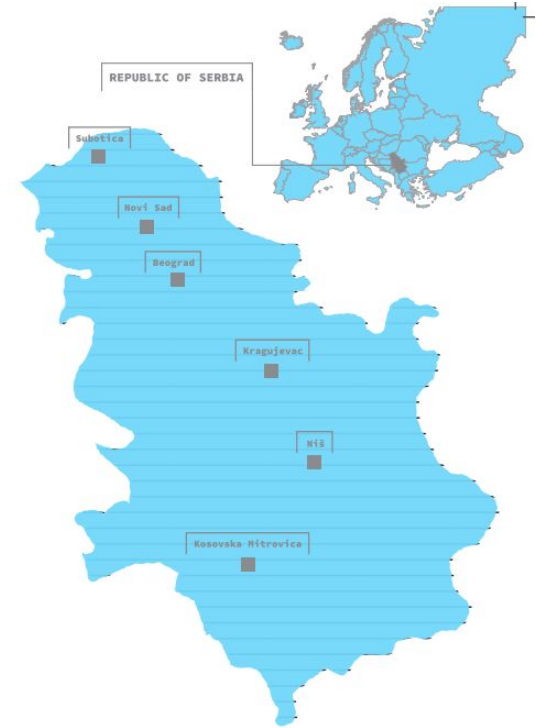 REPUBLIC OF SERBIA
Subotica
Novi Sad
Beograd
Kragujevac
Niš
Kosovska Mitrovica